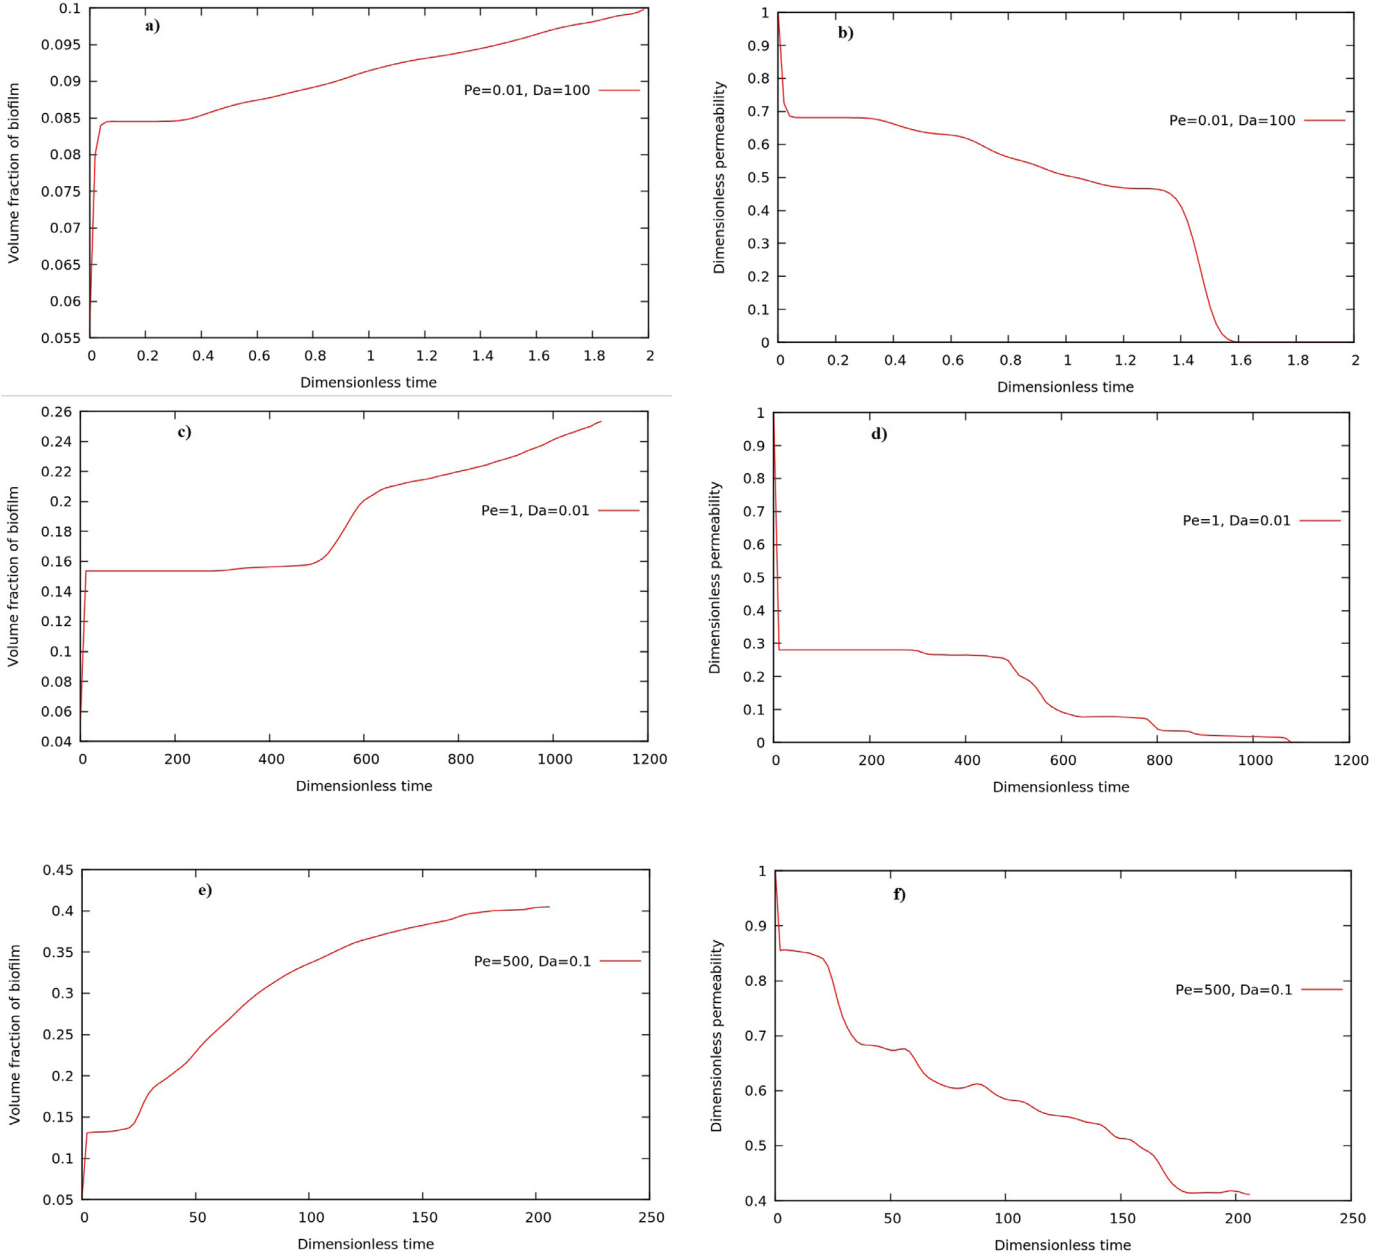 a)
Volume fraction of biofilm
0.1
0.095
0.09
0.085
0.08
0.075
0.07
0.065
0.06
0.055
Pe=0.01, Da=100
0 0.2 0.4 0.6 0.8 1 1.2 1.4 1.6 1.8 2
Dimensionless time
b)
Dimensionless permeability
1
0.9
0.8
0.7
0.6
0.5
0.4
0.3
0.2
0.1
0
Pe=0.01, Da=100
0 0.2 0.4 0.6 0.8 1 1.2 1.4 1.6 1.8 2
Dimensionless time
c)
Volume fraction of biofilm
0.26
0.24
0.22
0.2
0.18
0.16
0.14
0.12
0.1
0.08
0.06
0.04
Pe=1, Da=0.01
0 200 400 600 800 1000 1200
Dimensionless time
d)
Dimensionless permeability
1
0.9
0.8
0.7
0.6
0.5
0.4
0.3
0.2
0.1
0
Pe=1, Da=0.01
0 200 400 600 800 1000 1200
Dimensionless time
e)
Volume fraction of biofilm
0.45
0.4
0.35
0.3
0.25
0.2
0.15
0.1
0.05
Pe=500, Da=0.1
0 50 100 150 200 250
Dimensionless time
f)
Dimensionless permeability
1
0.9
0.8
0.7
0.6
0.5
0.4
Pe=500, Da=0.1
0 50 100 150 200 250
Dimensionless time